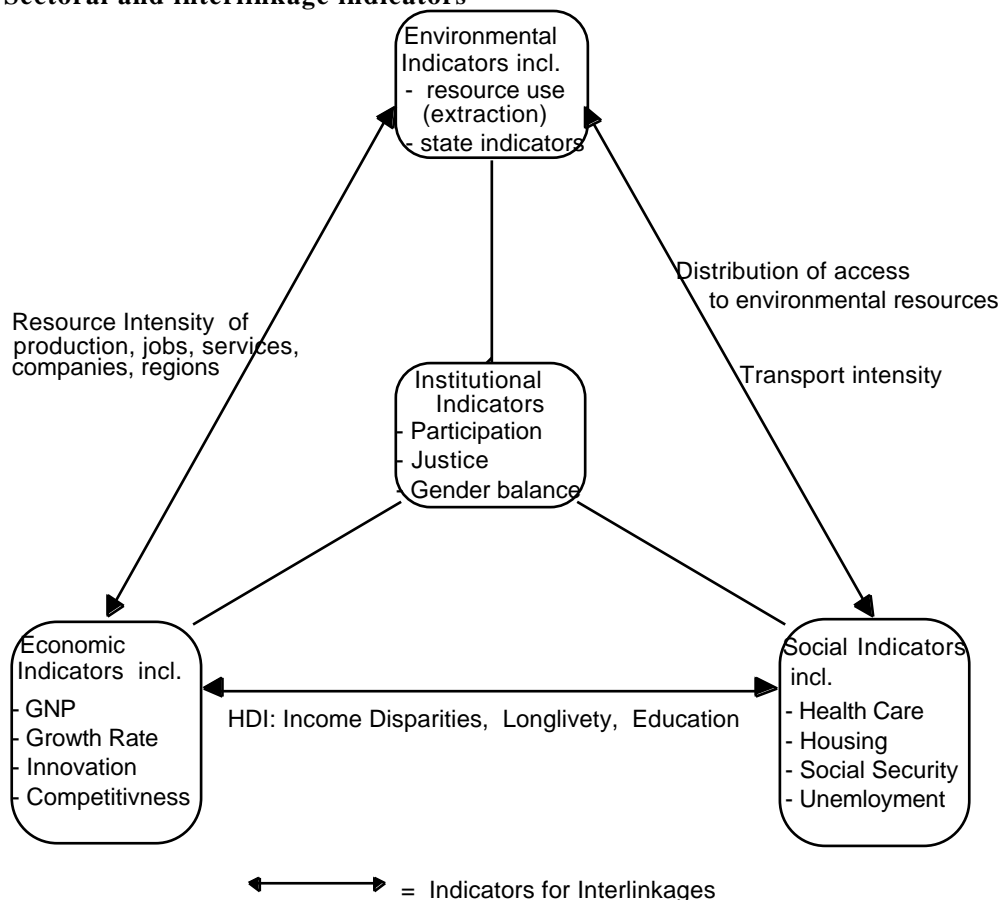 Sectoral and interlinkage indicators
Environmental
Indicators incl.
- resource use
(extraction)
- state indicators
Distribution of access
to environmental resources
Resource Intensity of
production, jobs, services,
companies, regions
Transport intensity
Institutional
Indicators
- Participation
- Justice
- Gender balance
Economic
Indicators incl.
- GNP
- Growth Rate
- Innovation
- Competitivness
HDI: Income Disparities, Longlivety, Education
Social Indicators
incl.
- Health Care
- Housing
- Social Security
- Unemloyment
= Indicators for Interlinkages